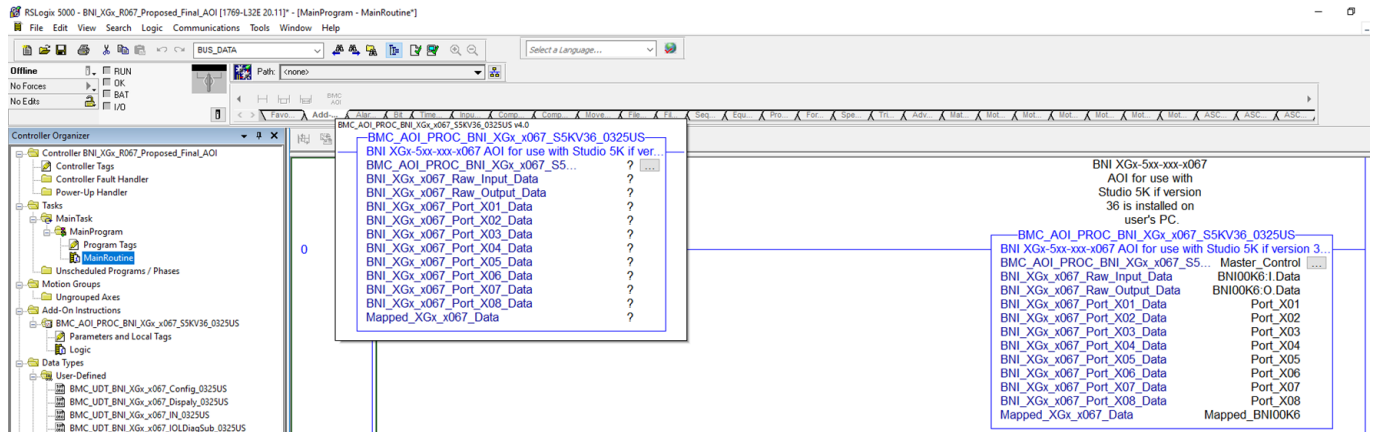 RSLogix 5000 - BNI_XGx_R067_Proposed_Final_AOI [1769-L32E 20.11]* - [MainProgram - MainRoutine*]
File Edit View Search Logic Communications Tools Window Help
BUS_DATA
Select a Language...
Offline
RUN
Path: <none>
No Forces
OK
No Edits
BAT
I/O
BMC
AOI
Favo... Add-... Alar... Bit Time... Inpu... Comp... Comp... Move... File... Fil... Seq... Equ... Pro... For... Spe... Tri... Adv... Mat... Mot... Mot... Mot... Mot... Mot... Mot... ASC... ASC... ASC...
Controller Organizer
Controller BNI_XGx_R067_Proposed_Final_AOI
Controller Tags
Controller Fault Handler
Power-Up Handler
Tasks
MainTask
MainProgram
Program Tags
MainRoutine
Unscheduled Programs / Phases
Motion Groups
Ungrouped Axes
Add-On Instructions
BMC_AOI_PROC_BNI_XGx_x067_S5KV36_0325US
Parameters and Local Tags
Logic
Data Types
User-Defined
BMC_UDT_BNI_XGx_x067_Config_0325US
BMC_UDT_BNI_XGx_x067_Dispaly_0325US
BMC_UDT_BNI_XGx_x067_IN_0325US
BMC_UDT_BNI_XGx_x067_IOLDiagSub_0325US
BMC_AOI_PROC_BNI_XGx_x067_S5KV36_0325US v4.0
BMC_AOI_PROC_BNI_XGx_x067_S5KV36_0325US
BNI XGx-5xx-xxx-x067 AOI for use with Studio 5K if ver...
BMC_AOI_PROC_BNI_XGx_x067_S5... ? ...
BNI_XGx_x067_Raw_Input_Data ?
BNI_XGx_x067_Raw_Output_Data ?
BNI_XGx_x067_Port_X01_Data ?
BNI_XGx_x067_Port_X02_Data ?
BNI_XGx_x067_Port_X03_Data ?
BNI_XGx_x067_Port_X04_Data ?
BNI_XGx_x067_Port_X05_Data ?
BNI_XGx_x067_Port_X06_Data ?
BNI_XGx_x067_Port_X07_Data ?
BNI_XGx_x067_Port_X08_Data ?
Mapped_XGx_x067_Data ?
0
BNI XGx-5xx-xxx-x067
AOI for use with
Studio 5K if version
36 is installed on
user's PC.
BMC_AOI_PROC_BNI_XGx_x067_S5KV36_0325US
BNI XGx-5xx-xxx-x067 AOI for use with Studio 5K if version 3...
BMC_AOI_PROC_BNI_XGx_x067_S5... Master_Control ...
BNI_XGx_x067_Raw_Input_Data BNI00K6:I.Data
BNI_XGx_x067_Raw_Output_Data BNI00K6:O.Data
BNI_XGx_x067_Port_X01_Data Port_X01
BNI_XGx_x067_Port_X02_Data Port_X02
BNI_XGx_x067_Port_X03_Data Port_X03
BNI_XGx_x067_Port_X04_Data Port_X04
BNI_XGx_x067_Port_X05_Data Port_X05
BNI_XGx_x067_Port_X06_Data Port_X06
BNI_XGx_x067_Port_X07_Data Port_X07
BNI_XGx_x067_Port_X08_Data Port_X08
Mapped_XGx_x067_Data Mapped_BNI00K6